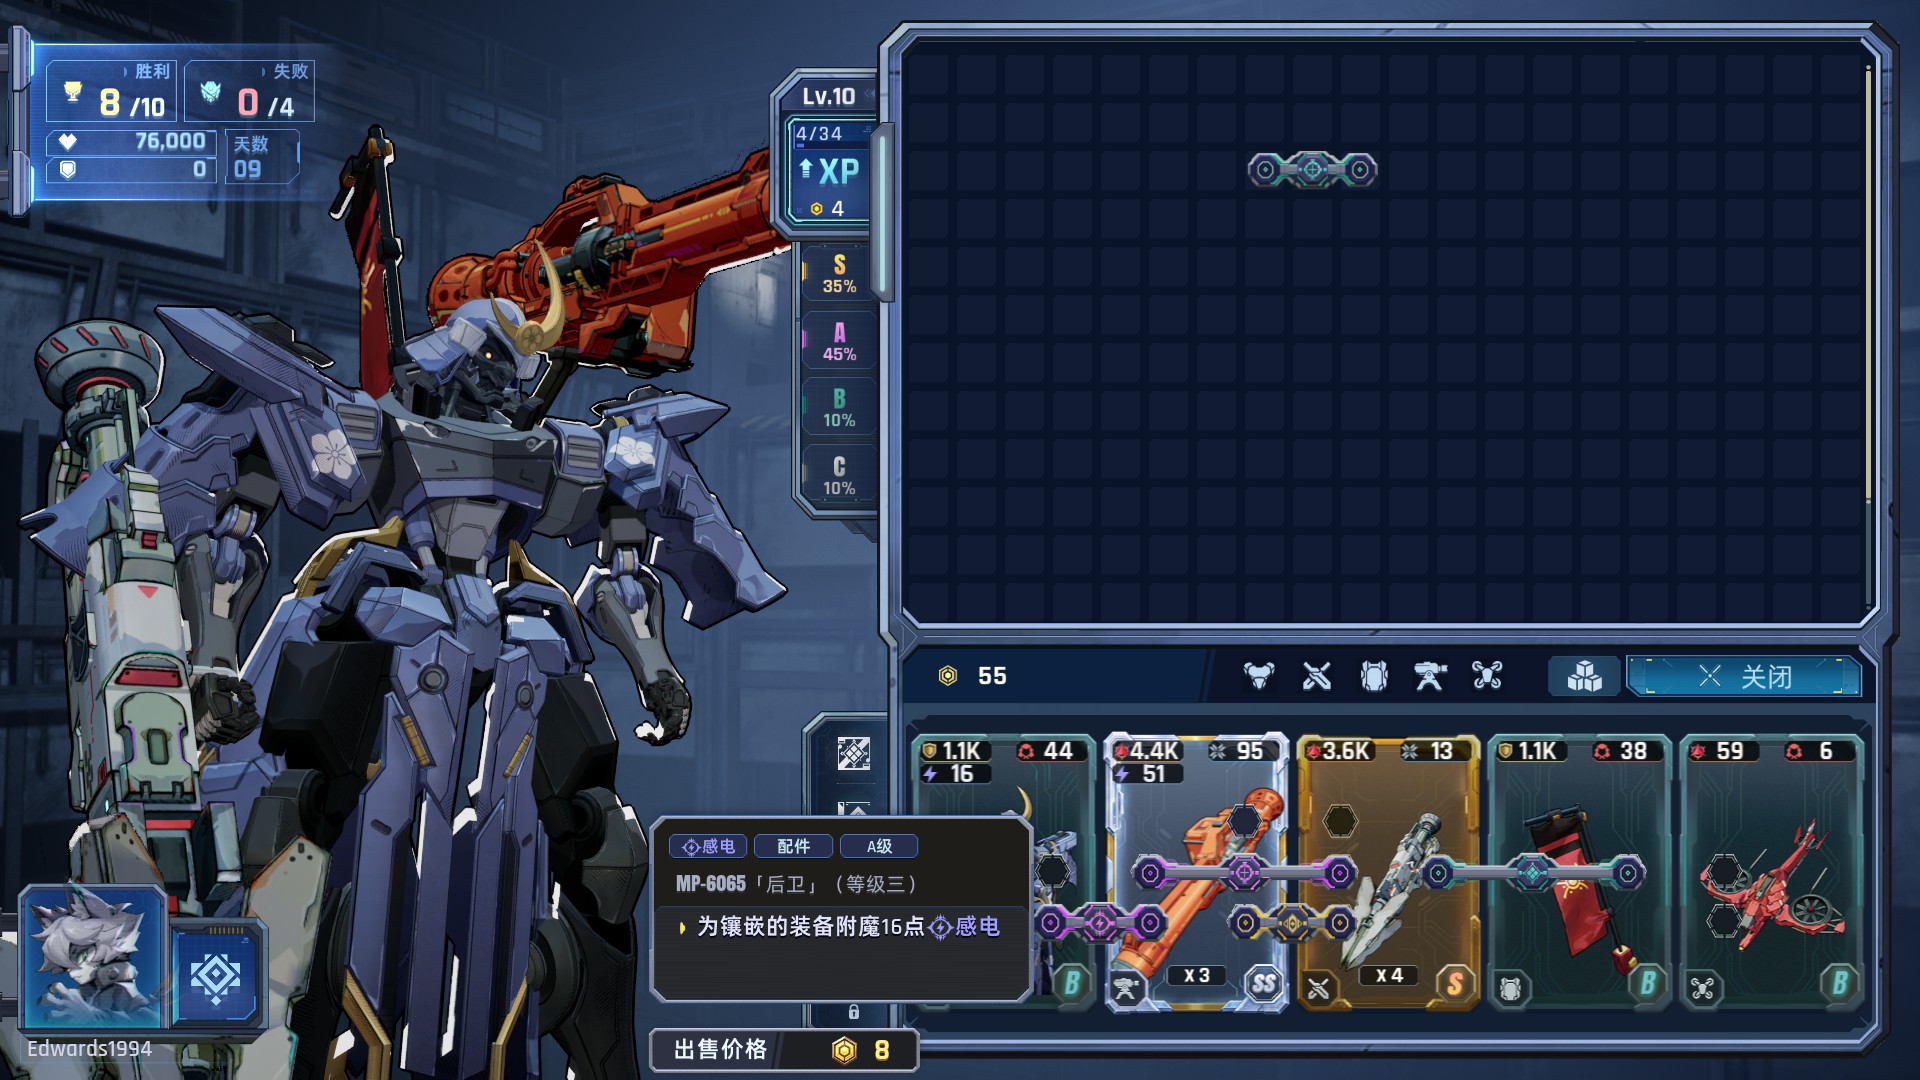 胜利
8/10
失败
0/4
76,000
0
天数
09
Lv.10
4/34
XP
4
S
35%
A
45%
B
10%
C
10%
55
关闭
1.1K
44
16
4.4K
95
51
x3
SS
3.6K
13
x4
S
1.1K
38
B
59
6
B
B
感电
配件
A级
MP-6065「后卫」（等级三）
为镶嵌的装备附魔16点感电
出售价格
8
Edwards1994